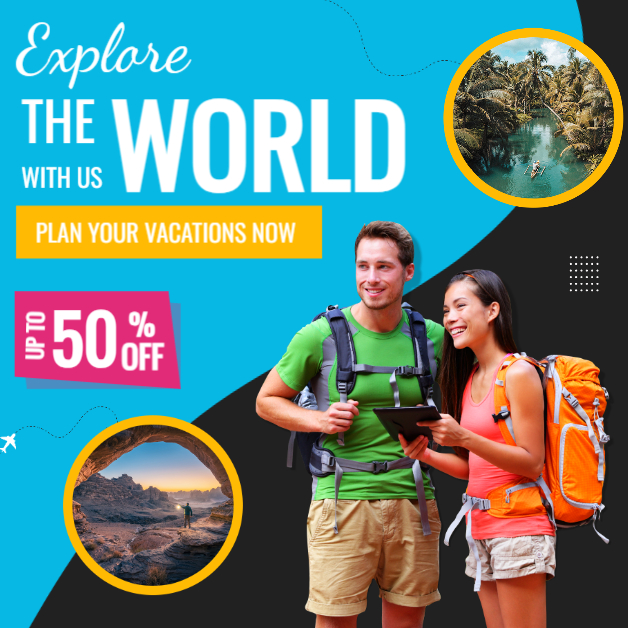 Explore
THE WORLD
WITH US
PLAN YOUR VACATIONS NOW
UP TO 50 % OFF